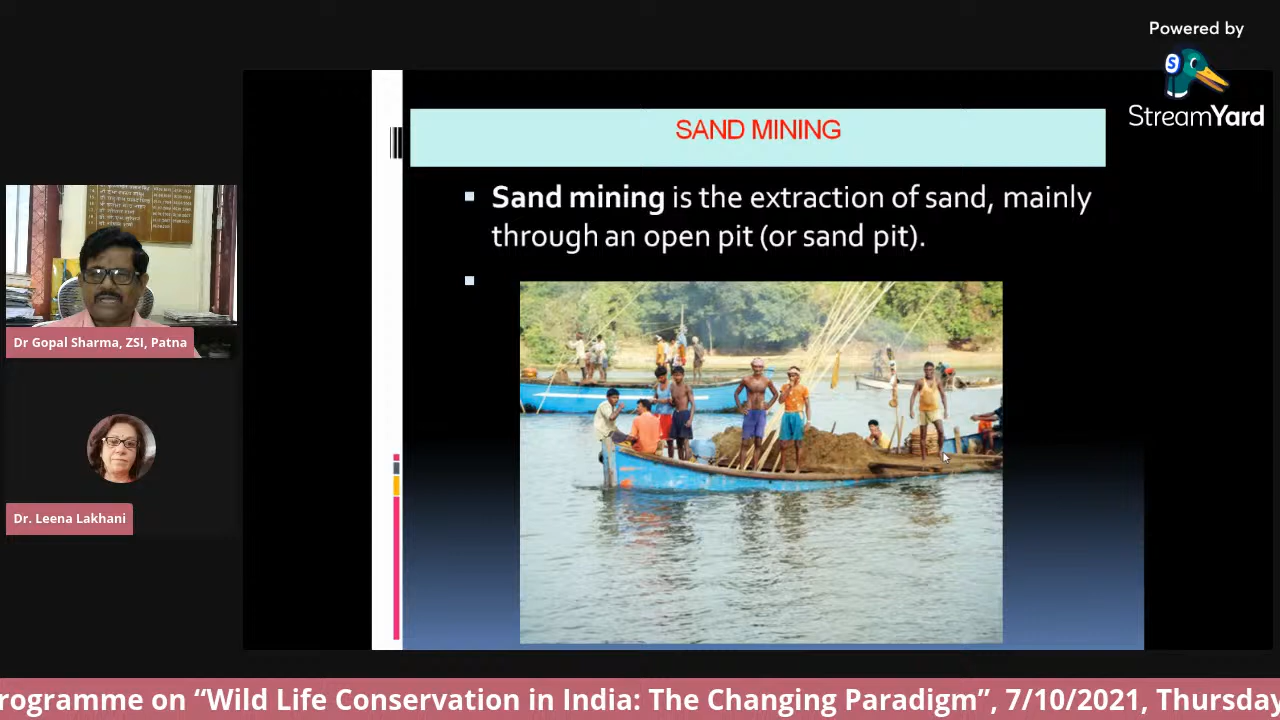 Powered by
S
StreamYard
SAND MINING
Sand mining is the extraction of sand, mainly
through an open pit (or sand pit).
Dr Gopal Sharma, ZSI, Patna
Dr. Leena Lakhani
rogramme on “Wild Life Conservation in India: The Changing Paradigm”, 7/10/2021, Thursday